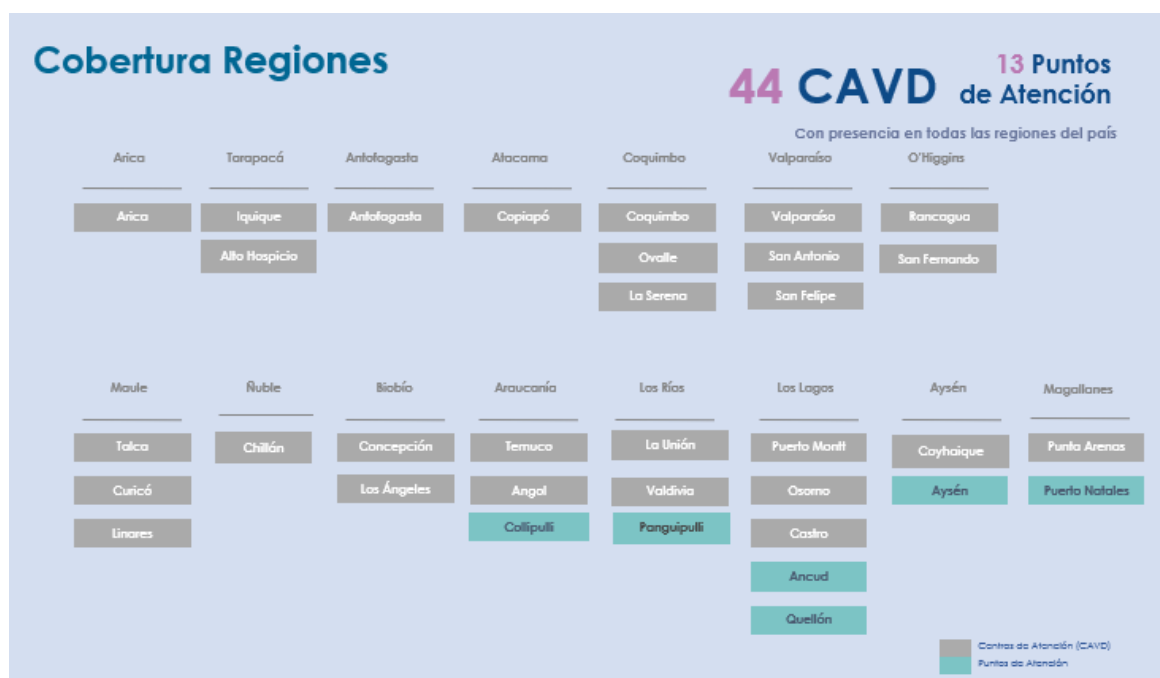 Cobertura Regiones
44 CAVD
13 Puntos
de Atención
Con presencia en todas las regiones del país
Arica
Tarapacá
Antofagasta
Atacama
Coquimbo
Valparaíso
O'Higgins
Arica
Iquique
Antofagasta
Copiapó
Coquimbo
Valparaíso
Rancagua
Alto Hospicio
Ovalle
San Antonio
San Fernando
La Serena
San Felipe
Maule
Ñuble
Biobío
Araucanía
Los Ríos
Los Lagos
Aysén
Magallanes
Talca
Chillán
Concepción
Temuco
La Unión
Puerto Montt
Coyhaique
Punta Arenas
Curicó
Los Ángeles
Angol
Valdivia
Osorno
Aysén
Puerto Natales
Linares
Collipulli
Panguipulli
Castro
Ancud
Quellón
Centros de Atención (CAVD)
Puntos de Atención